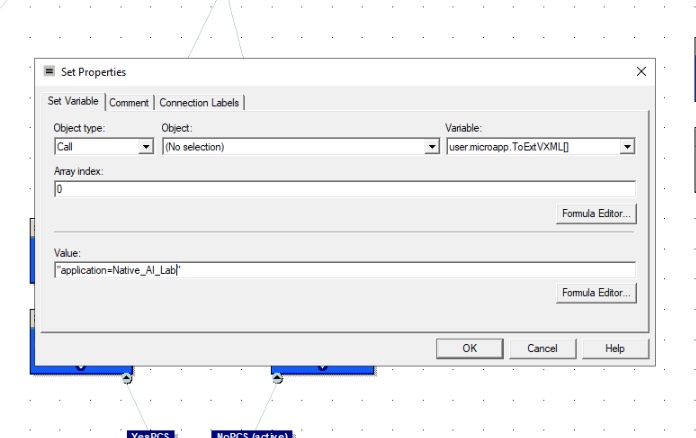 Set Properties
Set Variable Comment Connection Labels
Object type: Object: Variable:
Call (No selection) user.microapp.ToExtVXML[]
Array index:
0
Formula Editor...
Value:
"application=Native_AI_Lab"
Formula Editor...
OK Cancel Help
YesPCS NoPCS (active)